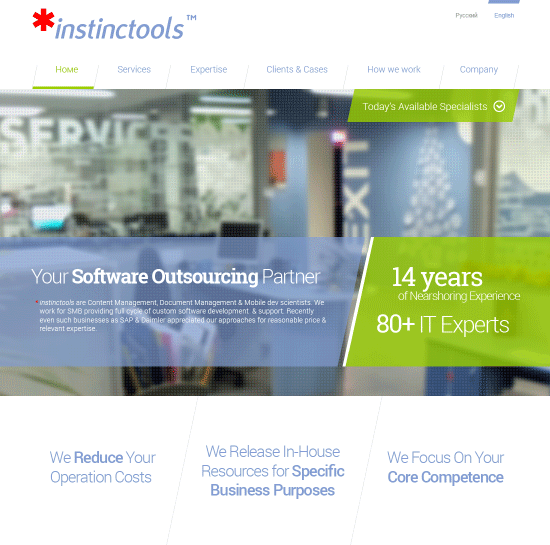 *instinctools™
Русский English
Home Services Expertise Clients & Cases How we work Company
Today's Available Specialists
SERVICE
EXIT
Your Software Outsourcing Partner
*instinctools are Content Management, Document Management & Mobile dev scientists. We
work for SMB providing full cycle of custom software development & support. Recently
even such businesses as SAP & Deimler appreciated our approaches for reasonable price &
relevant expertise.
14 years
of Nearshoring Experience
80+ IT Experts
We Reduce Your
Operation Costs
We Release In-House
Resources for Specific
Business Purposes
We Focus On Your
Core Competence